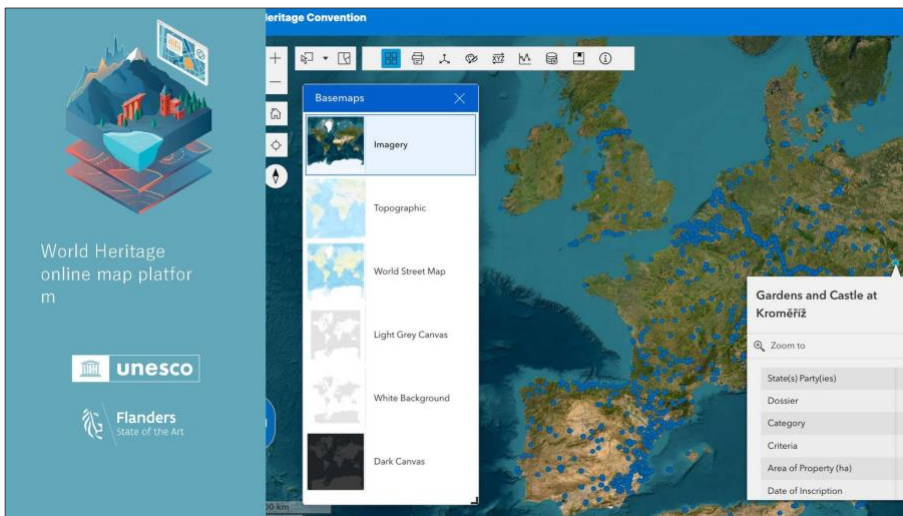 World Heritage
online map platfor
m
unesco
Flanders
State of the Art
eritage Convention
Basemaps
Imagery
Topographic
World Street Map
Light Grey Canvas
White Background
Dark Canvas
Gardens and Castle at
Kroměříž
Zoom to
State(s) Party(ies)
Dossier
Category
Criteria
Area of Property (ha)
Date of Inscription
00 km